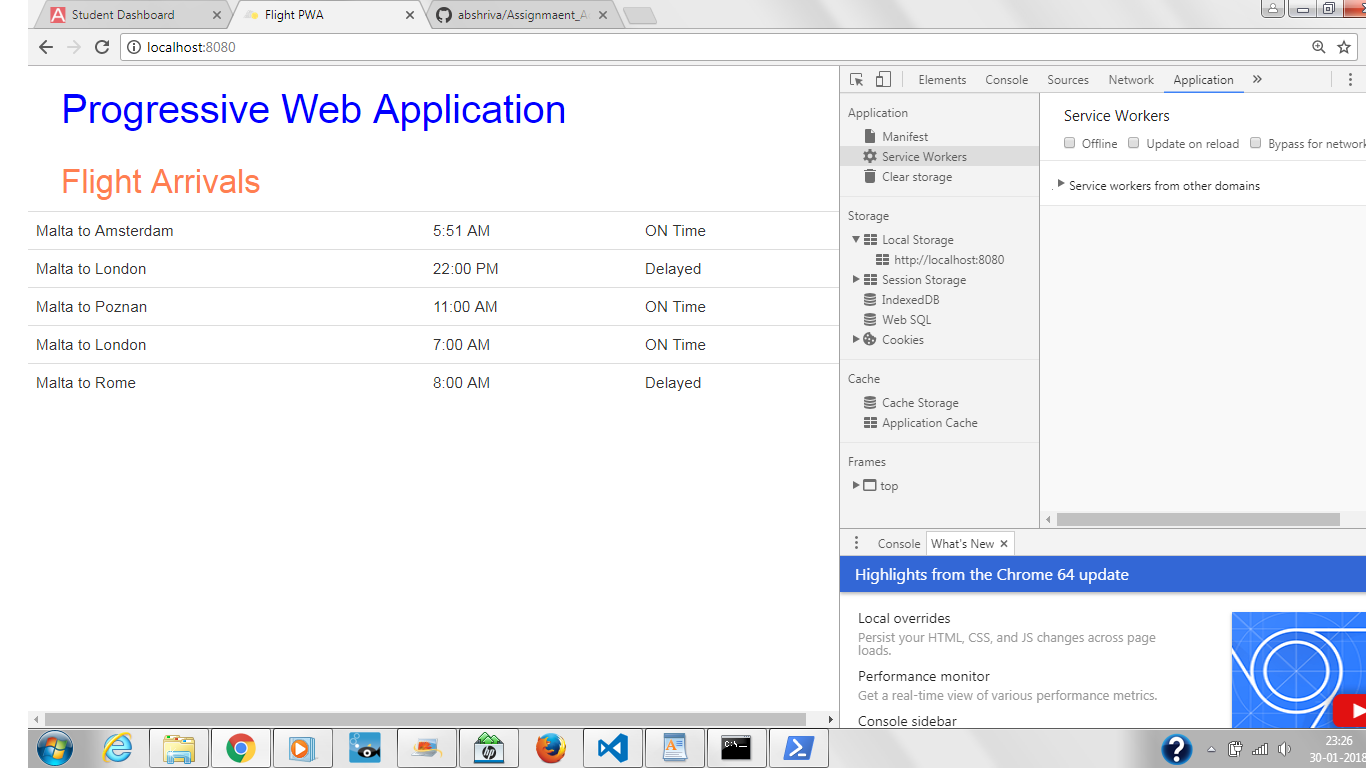 Student Dashboard
Flight PWA
abshriva/Assignmaent_A
localhost:8080
Progressive Web Application
Flight Arrivals
Malta to Amsterdam 5:51 AM ON Time
Malta to London 22:00 PM Delayed
Malta to Poznan 11:00 AM ON Time
Malta to London 7:00 AM ON Time
Malta to Rome 8:00 AM Delayed
Elements Console Sources Network Application »
Application
Manifest
Service Workers
Clear storage
Storage
Local Storage
http://localhost:8080
Session Storage
IndexedDB
Web SQL
Cookies
Cache
Cache Storage
Application Cache
Frames
top
Service Workers
Offline Update on reload Bypass for network
Service workers from other domains
Console What's New
Highlights from the Chrome 64 update
Local overrides
Persist your HTML, CSS, and JS changes across page
loads.
Performance monitor
Get a real-time view of various performance metrics.
Console sidebar
hp
C:\.
23:26
30-01-2018